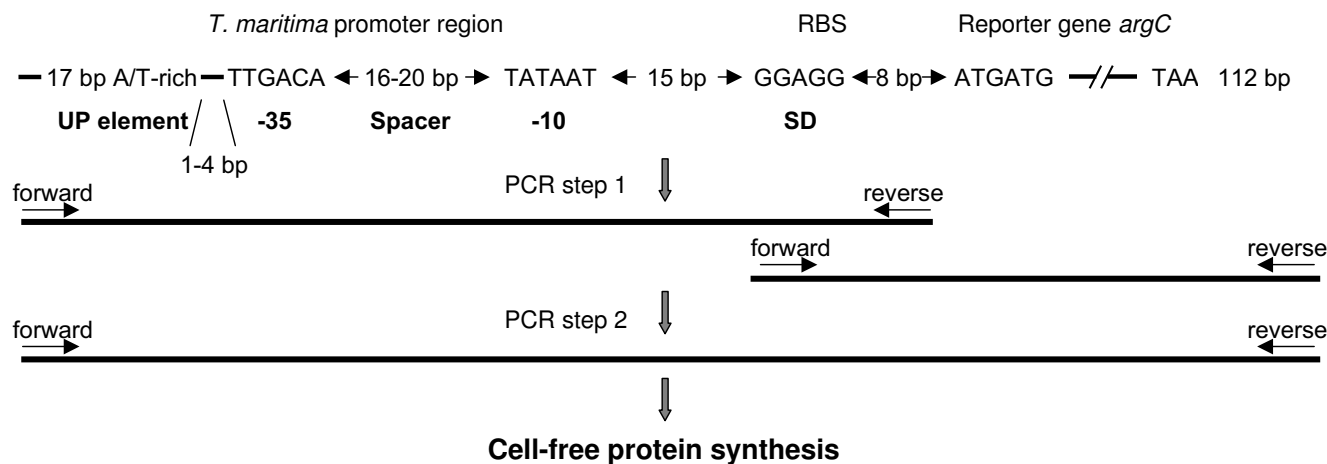 T. maritima promoter region RBS Reporter gene argC
17 bp A/T-rich TTGACA 16-20 bp TATAAT 15 bp GGAGG 8 bp ATGATG TAA 112 bp
UP element -35 Spacer -10 SD
1-4 bp
PCR step 1
forward reverse
forward reverse
PCR step 2
forward reverse
Cell-free protein synthesis